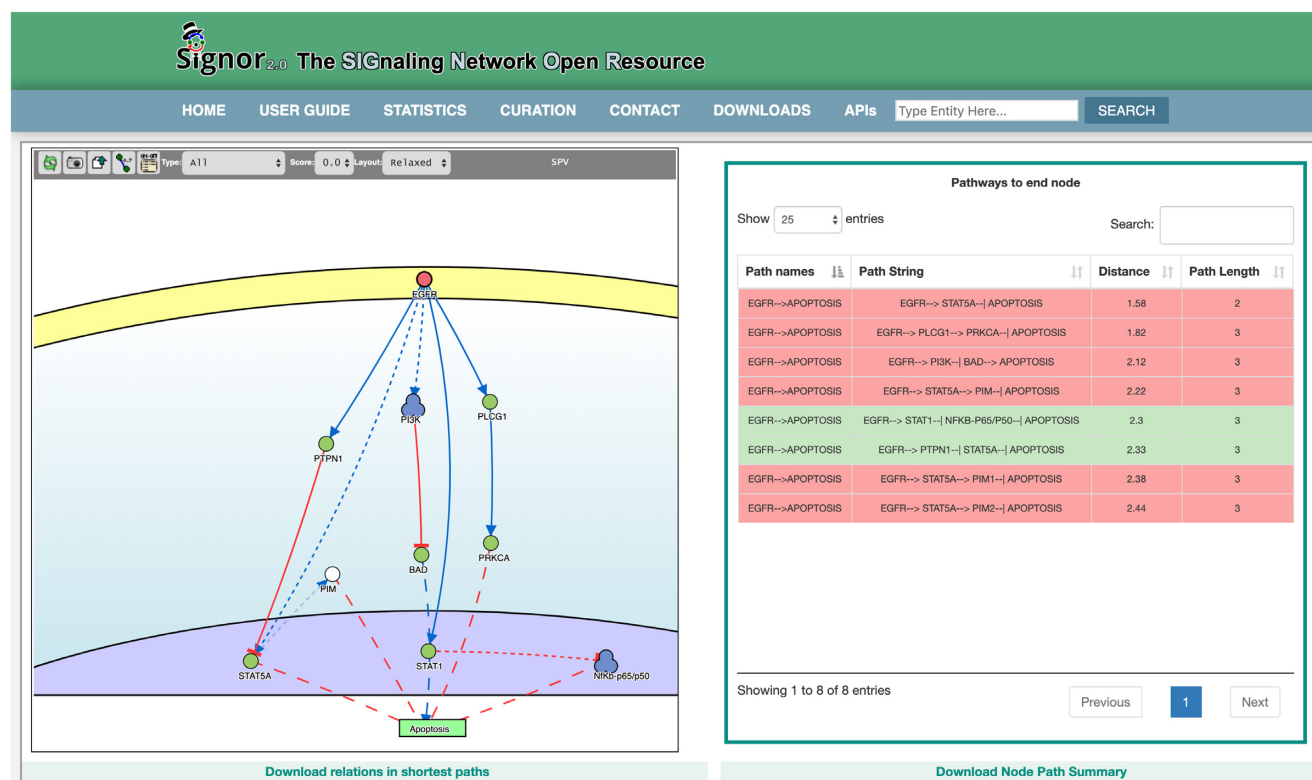 Signor 2.0 The SIGnaling Network Open Resource
HOME USER GUIDE STATISTICS CURATION CONTACT DOWNLOADS APIs Type Entity Here... SEARCH
Type: All Score: 0.0 Layout: Relaxed SPV
EGFR
PI3K
PLCG1
PTPN1
PRKCA
BAD
PIM
STAT1
STAT5A
NfKb-p65/p50
Apoptosis
Download relations in shortest paths
Pathways to end node
Show 25 entries Search:
Path names Path String Distance Path Length
EGFR-->APOPTOSIS EGFR--> STAT5A--| APOPTOSIS 1.58 2
EGFR-->APOPTOSIS EGFR--> PLCG1--> PRKCA--| APOPTOSIS 1.82 3
EGFR-->APOPTOSIS EGFR--> PI3K--| BAD--> APOPTOSIS 2.12 3
EGFR-->APOPTOSIS EGFR--> STAT5A--> PIM--| APOPTOSIS 2.22 3
EGFR-->APOPTOSIS EGFR--> STAT1--| NFKB-P65/P50--| APOPTOSIS 2.3 3
EGFR-->APOPTOSIS EGFR--> PTPN1--| STAT5A--| APOPTOSIS 2.33 3
EGFR-->APOPTOSIS EGFR--> STAT5A--> PIM1--| APOPTOSIS 2.38 3
EGFR-->APOPTOSIS EGFR--> STAT5A--> PIM2--| APOPTOSIS 2.44 3
Showing 1 to 8 of 8 entries
Previous 1 Next
Download Node Path Summary